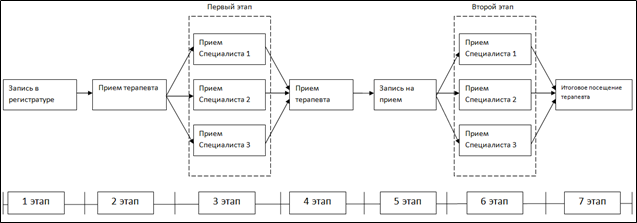 Первый этап
Второй этап
Прием
Специалиста 1
Прием
Специалиста 1
Запись в
регистратуре
Прием терапевта
Прием
Специалиста 2
Прием
терапевта
Запись на
прием
Прием
Специалиста 2
Итоговое посещение
терапевта
Прием
Специалиста 3
Прием
Специалиста 3
1 этап
2 этап
3 этап
4 этап
5 этап
6 этап
7 этап